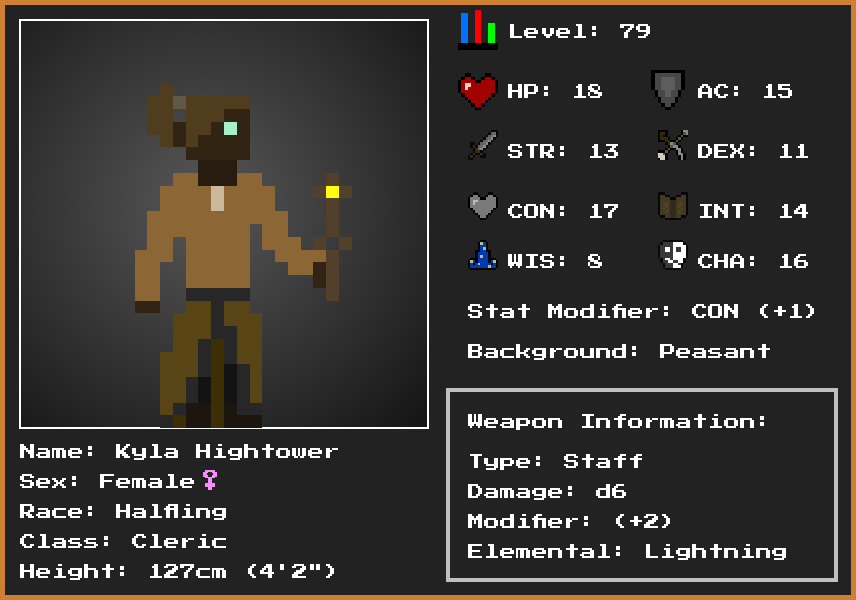 Level: 79
HP: 18
AC: 15
STR: 13
DEX: 11
CON: 17
INT: 14
WIS: 8
CHA: 16
Stat Modifier: CON (+1)
Background: Peasant
Weapon Information:
Type: Staff
Damage: d6
Modifier: (+2)
Elemental: Lightning
Name: Kyla Hightower
Sex: Female♀
Race: Halfling
Class: Cleric
Height: 127cm (4'2")